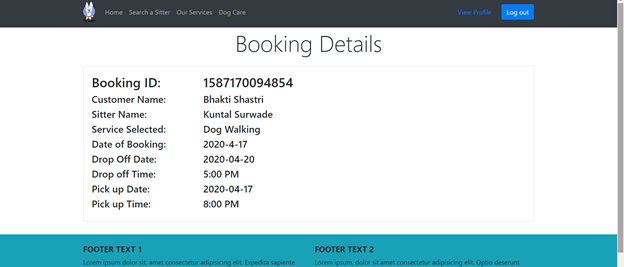 Home Search a Sitter Our Services Dog Care View Profile Log out
Booking Details
Booking ID: 1587170094854
Customer Name: Bhakti Shastri
Sitter Name: Kuntal Surwade
Service Selected: Dog Walking
Date of Booking: 2020-4-17
Drop Off Date: 2020-04-20
Drop off Time: 5:00 PM
Pick up Date: 2020-04-17
Pick up Time: 8:00 PM
FOOTER TEXT 1 FOOTER TEXT 2
Lorem ipsum dolor sit, amet consectetur adipisicing elit. Expedita sapiente Lorem ipsum, dolor sit amet consectetur adipisicing elit. Optio deserunt